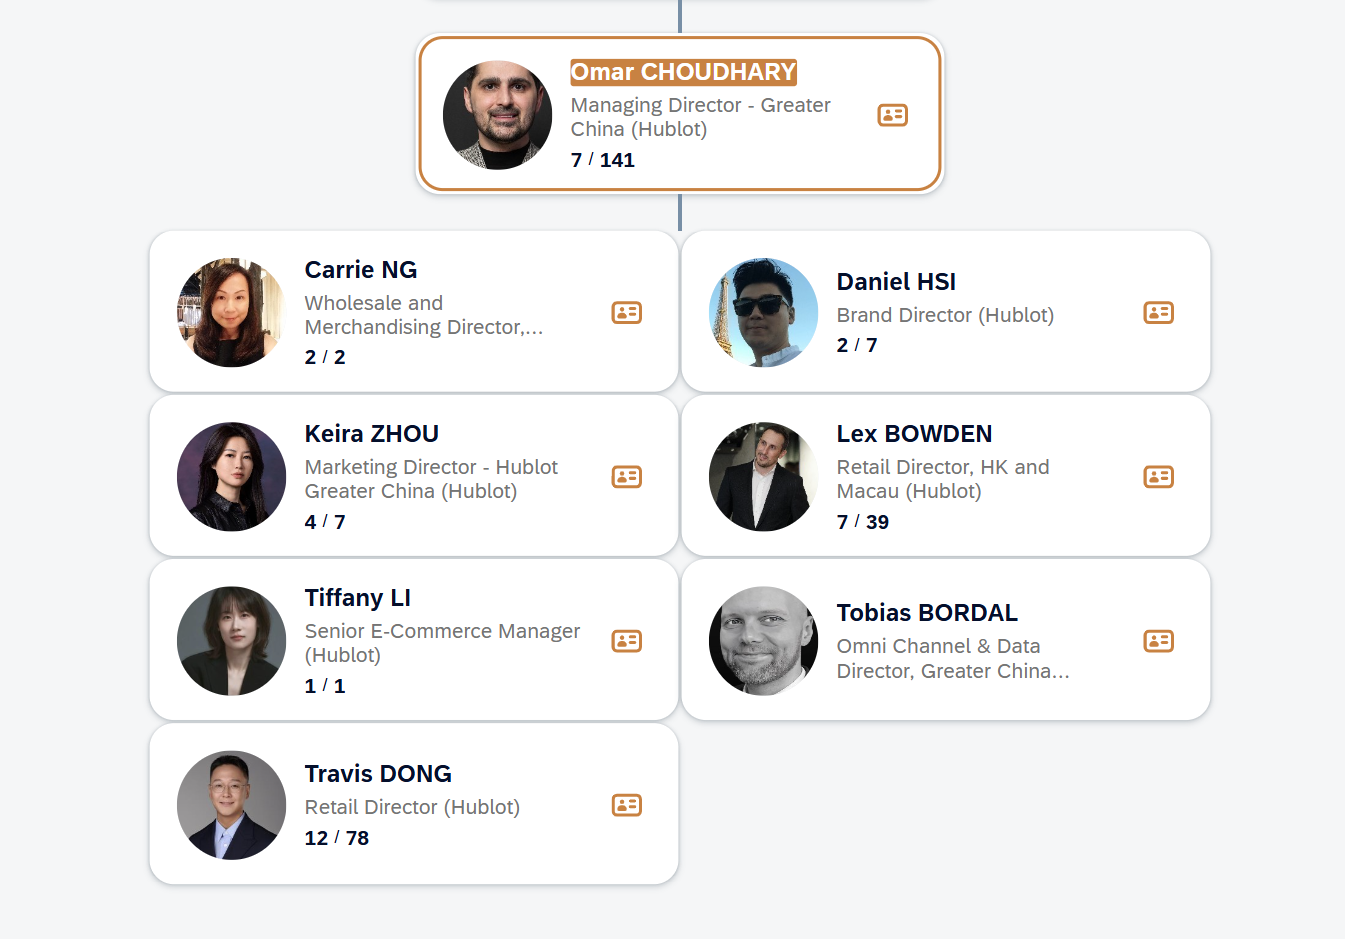 Omar CHOUDHARY
Managing Director - Greater
China (Hublot)
7 / 141
Carrie NG
Wholesale and
Merchandising Director,...
2 / 2
Daniel HSI
Brand Director (Hublot)
2 / 7
Keira ZHOU
Marketing Director - Hublot
Greater China (Hublot)
4 / 7
Lex BOWDEN
Retail Director, HK and
Macau (Hublot)
7 / 39
Tiffany LI
Senior E-Commerce Manager
(Hublot)
1 / 1
Tobias BORDAL
Omni Channel & Data
Director, Greater China...
Travis DONG
Retail Director (Hublot)
12 / 78